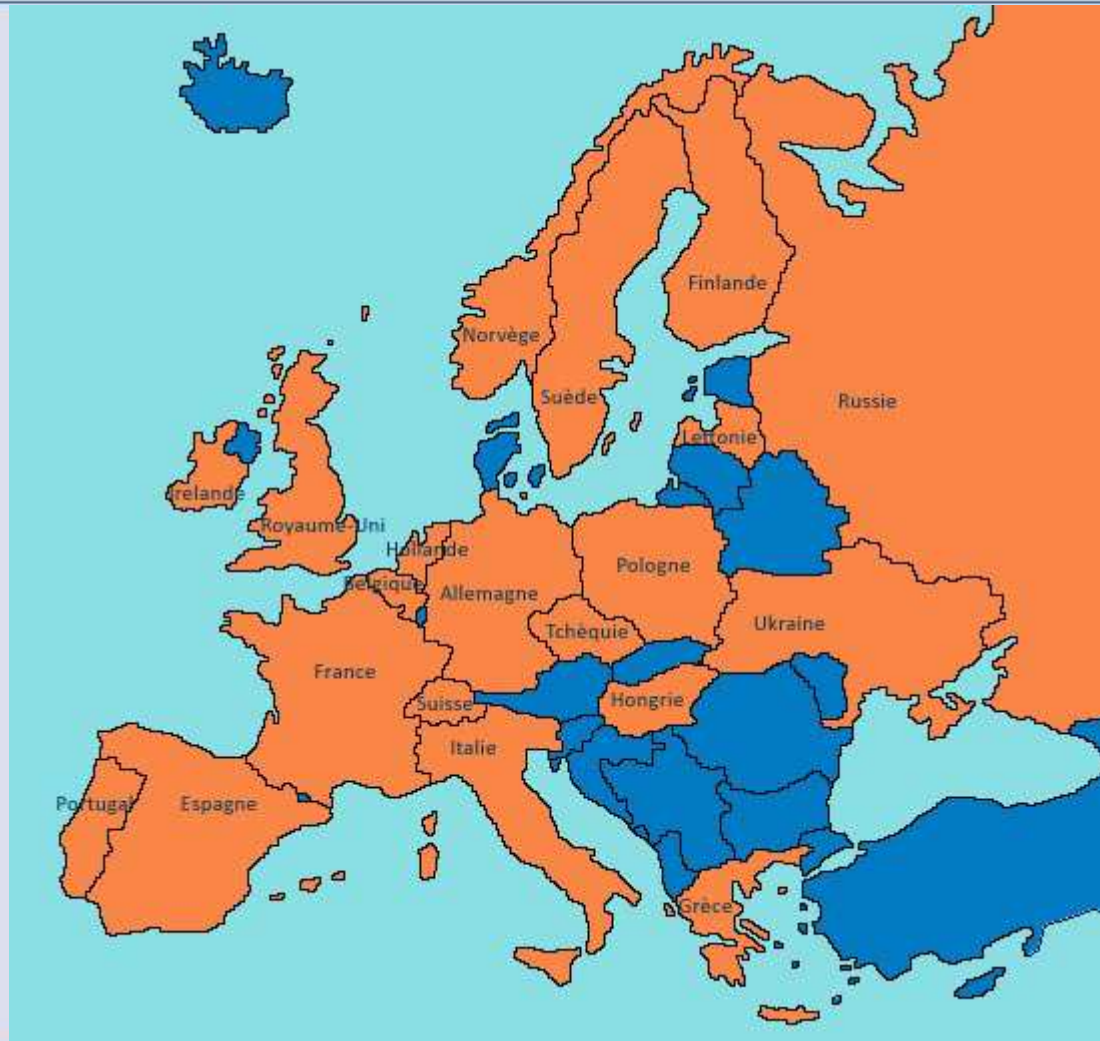 Finlande
Norvège
Suède
Russie
Lettonie
Irelande
Royaume-Uni
Hollande
Pologne
Belgique
Allemagne
Ukraine
Tchèquie
France
Suisse
Hongrie
Italie
Portugal
Espagne
Grèce